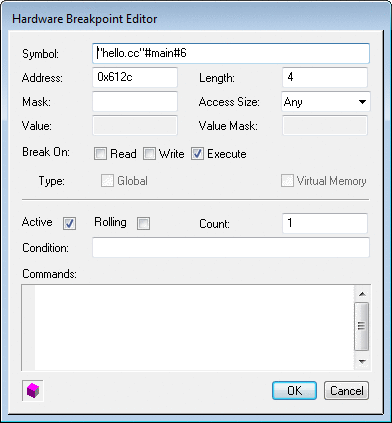 Hardware Breakpoint Editor
Symbol: "hello.cc"#main#6
Address: 0x612c Length: 4
Mask: Access Size: Any
Value: Value Mask:
Break On: Read Write Execute
Type: Global Virtual Memory
Active Rolling Count: 1
Condition:
Commands:
OK Cancel